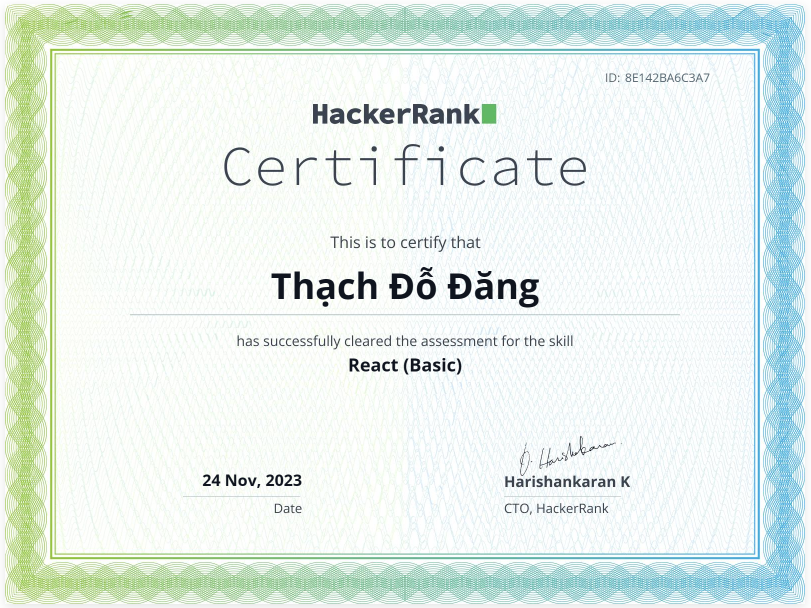 ID: 8E142BA6C3A7
HackerRank
Certificate
This is to certify that
Thạch Đỗ Đăng
has successfully cleared the assessment for the skill
React (Basic)
D. Harishankaran
24 Nov, 2023
Harishankaran K
Date
CTO, HackerRank